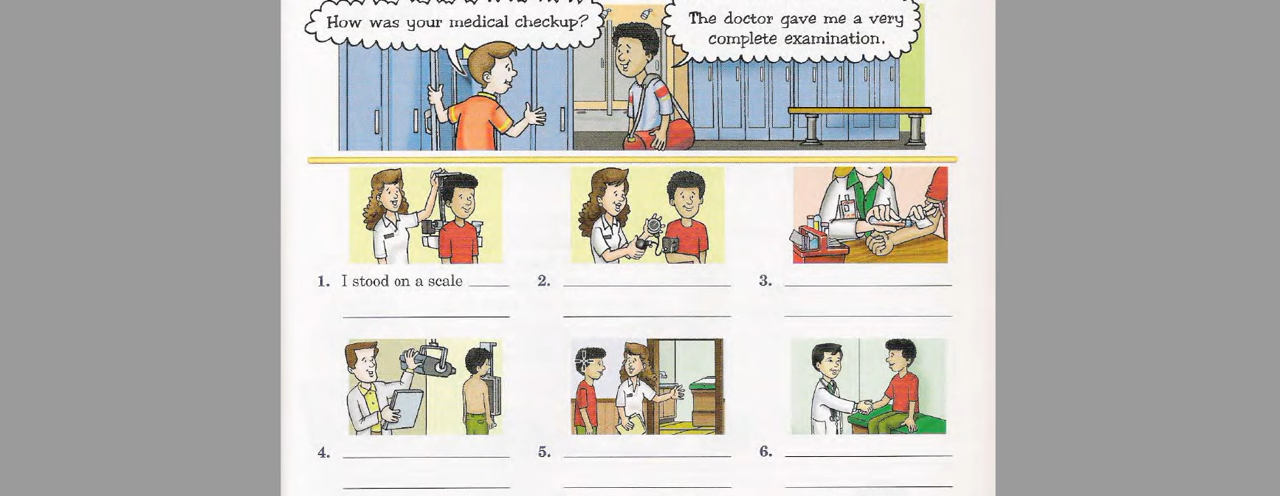 How was your medical checkup?
The doctor gave me a very
complete examination.
1. I stood on a scale
2.
3.
4.
5.
6.